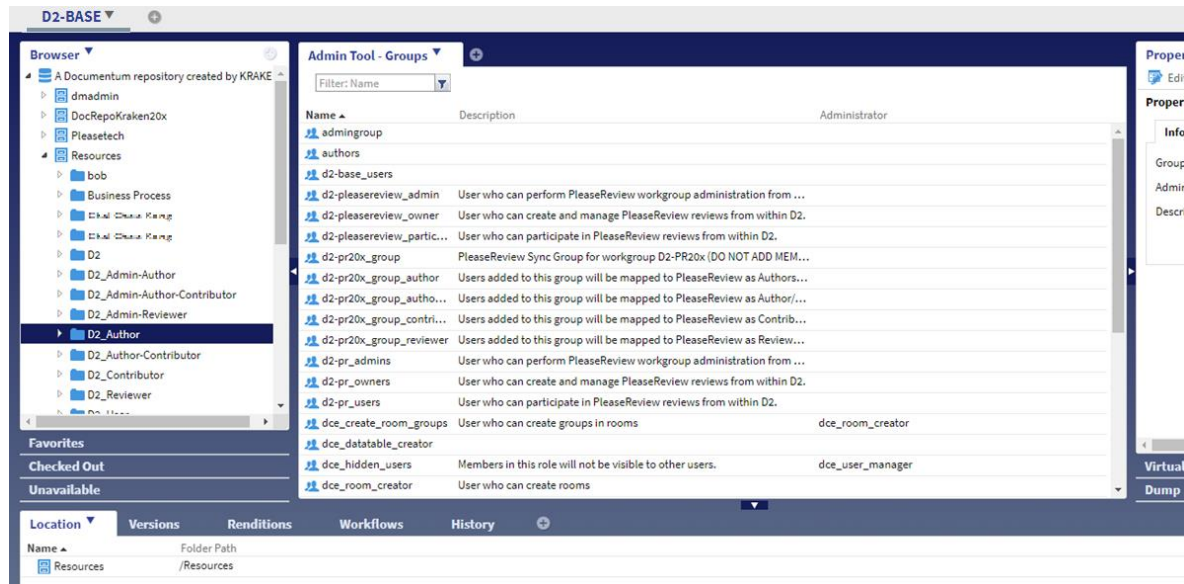 D2-BASE
Browser
A Documentum repository created by KRAKE
dmadmin
DocRepoKraken20x
Pleasetech
Resources
bob
Business Process
D2
D2_Admin-Author
D2_Admin-Author-Contributor
D2_Admin-Reviewer
D2_Author
D2_Author-Contributor
D2_Contributor
D2_Reviewer
Favorites
Checked Out
Unavailable
Admin Tool - Groups
Filter: Name
Name Description Administrator
admingroup
authors
d2-base_users
d2-pleasereview_admin User who can perform PleaseReview workgroup administration from ...
d2-pleasereview_owner User who can create and manage PleaseReview reviews from within D2.
d2-pleasereview_partic... User who can participate in PleaseReview reviews from within D2.
d2-pr20x_group PleaseReview Sync Group for workgroup D2-PR20x (DO NOT ADD MEM...
d2-pr20x_group_author Users added to this group will be mapped to PleaseReview as Authors...
d2-pr20x_group_autho... Users added to this group will be mapped to PleaseReview as Author/...
d2-pr20x_group_contri... Users added to this group will be mapped to PleaseReview as Contrib...
d2-pr20x_group_reviewer Users added to this group will be mapped to PleaseReview as Review...
d2-pr_admins User who can perform PleaseReview workgroup administration from ...
d2-pr_owners User who can create and manage PleaseReview reviews from within D2.
d2-pr_users User who can participate in PleaseReview reviews from within D2.
dce_create_room_groups User who can create groups in rooms dce_room_creator
dce_datatable_creator
dce_hidden_users Members in this role will not be visible to other users. dce_user_manager
dce_room_creator User who can create rooms
Proper
Edi
Proper
Info
Group
Admin
Descri
Virtual
Dump
Location Versions Renditions Workflows History
Name Folder Path
Resources /Resources